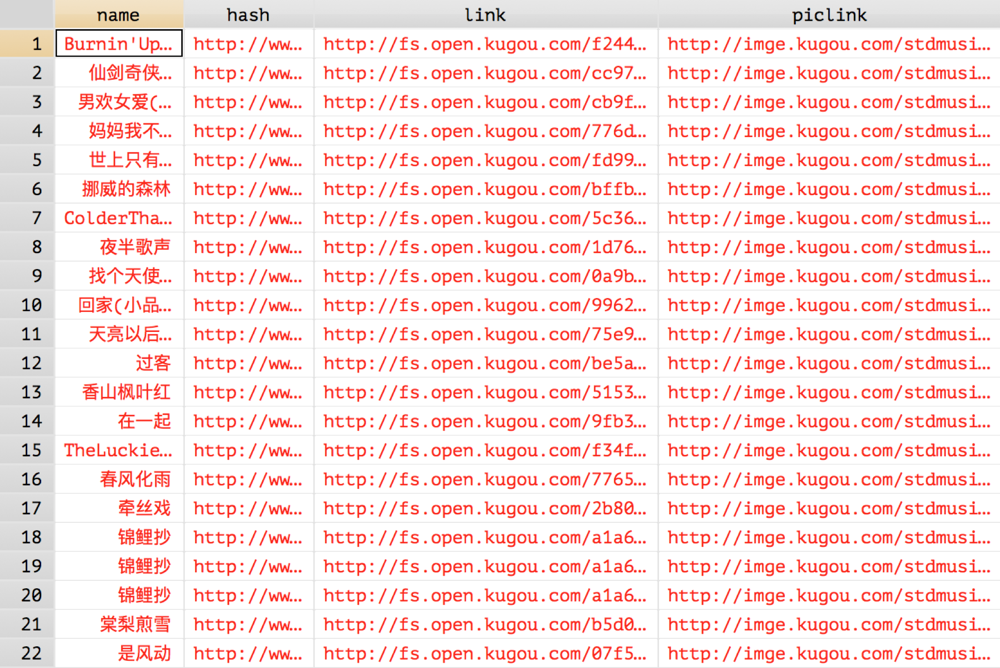 name hash link piclink
1 Burnin'Up… http://ww… http://fs.open.kugou.com/f244… http://imge.kugou.com/stdmusi…
2 仙剑奇侠… http://ww… http://fs.open.kugou.com/cc97… http://imge.kugou.com/stdmusi…
3 男欢女爱(… http://ww… http://fs.open.kugou.com/cb9f… http://imge.kugou.com/stdmusi…
4 妈妈我不… http://ww… http://fs.open.kugou.com/776d… http://imge.kugou.com/stdmusi…
5 世上只有… http://ww… http://fs.open.kugou.com/fd99… http://imge.kugou.com/stdmusi…
6 挪威的森林 http://ww… http://fs.open.kugou.com/bffb… http://imge.kugou.com/stdmusi…
7 ColderTha… http://ww… http://fs.open.kugou.com/5c36… http://imge.kugou.com/stdmusi…
8 夜半歌声 http://ww… http://fs.open.kugou.com/1d76… http://imge.kugou.com/stdmusi…
9 找个天使… http://ww… http://fs.open.kugou.com/0a9b… http://imge.kugou.com/stdmusi…
10 回家(小品… http://ww… http://fs.open.kugou.com/9962… http://imge.kugou.com/stdmusi…
11 天亮以后… http://ww… http://fs.open.kugou.com/75e9… http://imge.kugou.com/stdmusi…
12 过客 http://ww… http://fs.open.kugou.com/be5a… http://imge.kugou.com/stdmusi…
13 香山枫叶红 http://ww… http://fs.open.kugou.com/5153… http://imge.kugou.com/stdmusi…
14 在一起 http://ww… http://fs.open.kugou.com/9fb3… http://imge.kugou.com/stdmusi…
15 TheLuckie… http://ww… http://fs.open.kugou.com/f34f… http://imge.kugou.com/stdmusi…
16 春风化雨 http://ww… http://fs.open.kugou.com/7765… http://imge.kugou.com/stdmusi…
17 牵丝戏 http://ww… http://fs.open.kugou.com/2b80… http://imge.kugou.com/stdmusi…
18 锦鲤抄 http://ww… http://fs.open.kugou.com/a1a6… http://imge.kugou.com/stdmusi…
19 锦鲤抄 http://ww… http://fs.open.kugou.com/a1a6… http://imge.kugou.com/stdmusi…
20 锦鲤抄 http://ww… http://fs.open.kugou.com/a1a6… http://imge.kugou.com/stdmusi…
21 棠梨煎雪 http://ww… http://fs.open.kugou.com/b5d0… http://imge.kugou.com/stdmusi…
22 是风动 http://ww… http://fs.open.kugou.com/07f5… http://imge.kugou.com/stdmusi…